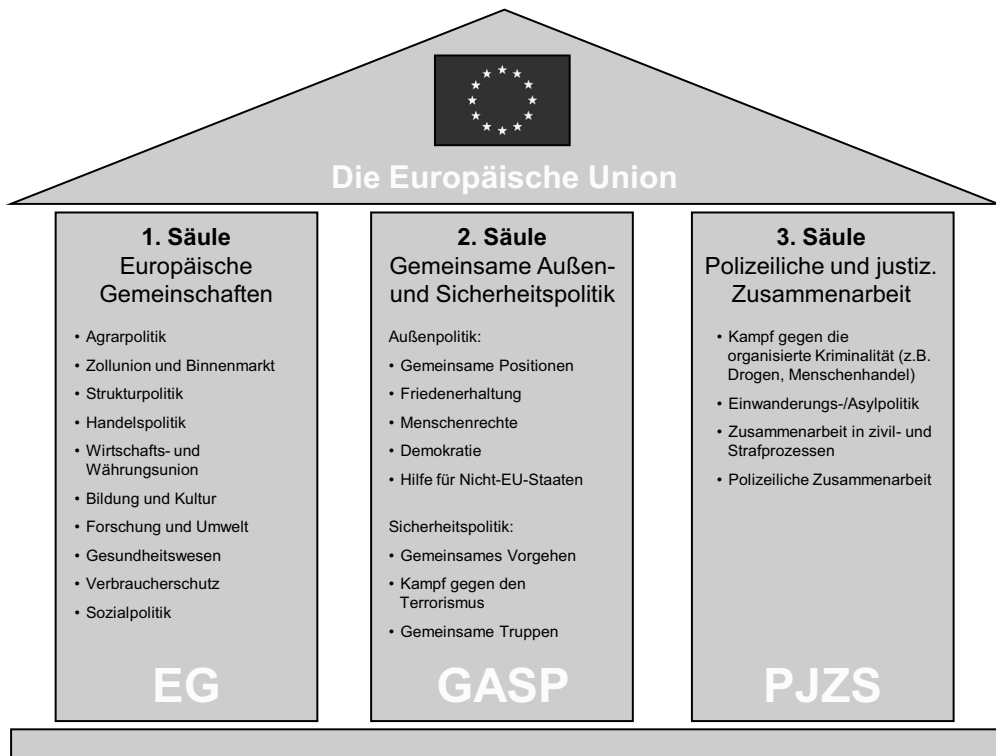 Die Europäische Union
1. Säule
Europäische
Gemeinschaften
• Agrarpolitik
• Zollunion und Binnenmarkt
• Strukturpolitik
• Handelspolitik
• Wirtschafts- und
Währungsunion
• Bildung und Kultur
• Forschung und Umwelt
• Gesundheitswesen
• Verbraucherschutz
• Sozialpolitik
EG
2. Säule
Gemeinsame Außen-
und Sicherheitspolitik
Außenpolitik:
• Gemeinsame Positionen
• Friedenerhaltung
• Menschenrechte
• Demokratie
• Hilfe für Nicht-EU-Staaten
Sicherheitspolitik:
• Gemeinsames Vorgehen
• Kampf gegen den
Terrorismus
• Gemeinsame Truppen
GASP
3. Säule
Polizeiliche und justiz.
Zusammenarbeit
• Kampf gegen die
organisierte Kriminalität (z.B.
Drogen, Menschenhandel)
• Einwanderungs-/Asylpolitik
• Zusammenarbeit in zivil- und
Strafprozessen
• Polizeiliche Zusammenarbeit
PJZS